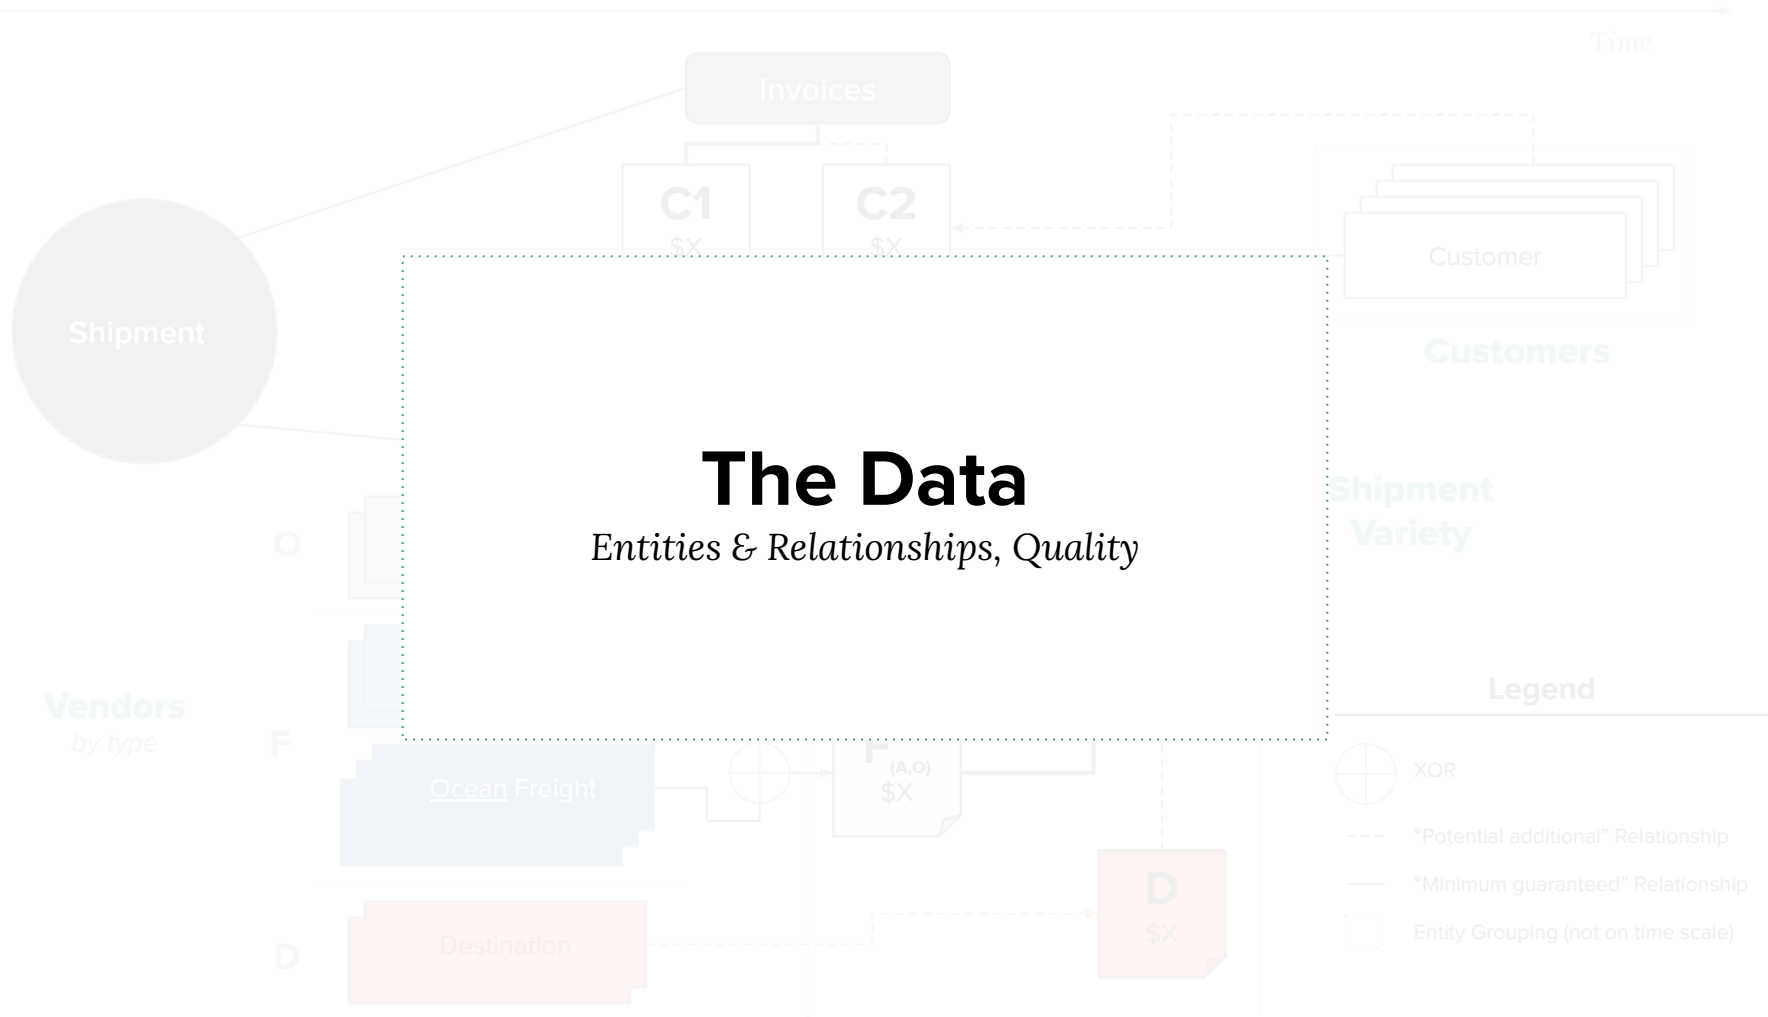 Time
Invoices
C1
$X
C2
$X
Customer
Customers
Shipment
The Data
Entities & Relationships, Quality
Shipment
Variety
O
Vendors
by type
F
Ocean Freight
F(A,O)
$X
D
Destination
D
$X
Legend
XOR
“Potential additional” Relationship
“Minimum guaranteed” Relationship
Entity Grouping (not on time scale)